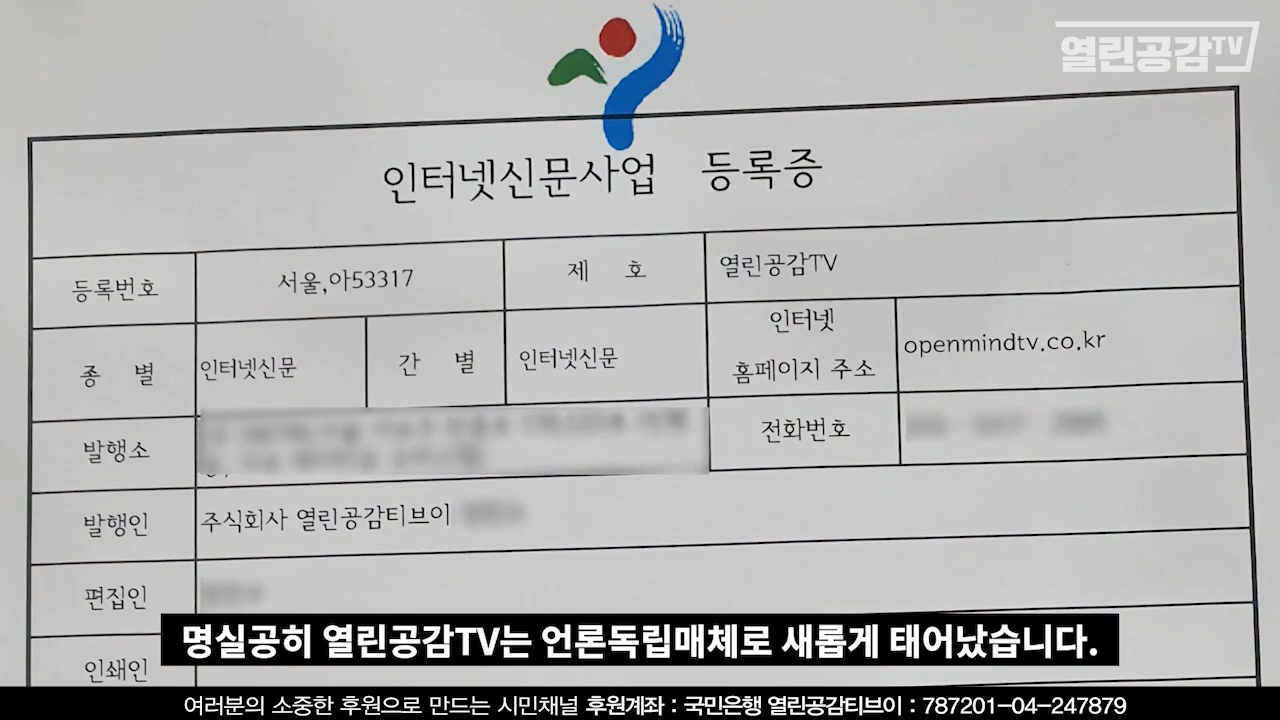 열린공감TV
인터넷신문사업 등록증
등록번호
서울,아53317
제 호
열린공감TV
종 별
인터넷신문
간 별
인터넷신문
인터넷
홈페이지 주소
openmindtv.co.kr
발행소
전화번호
발행인
주식회사 열린공감티브이
편집인
인쇄인
명실공히 열린공감TV는 언론독립매체로 새롭게 태어났습니다.
여러분의 소중한 후원으로 만드는 시민채널 후원계좌 : 국민은행 열린공감티브이 : 787201-04-247879